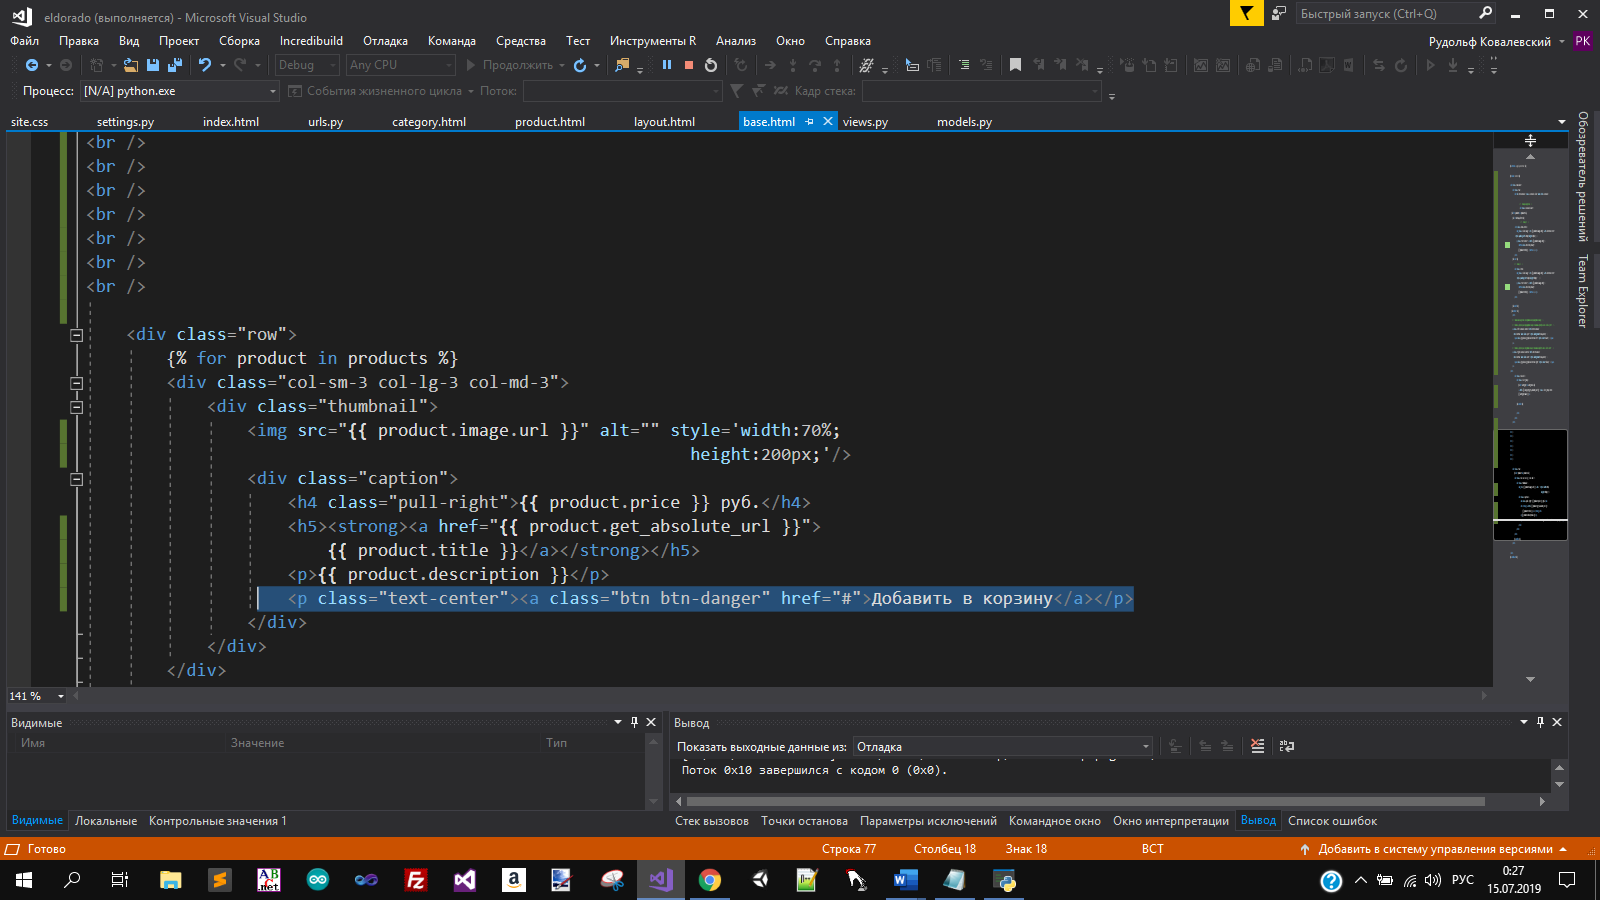 eldorado (выполняется) - Microsoft Visual Studio
Быстрый запуск (Ctrl+Q)
Файл Правка Вид Проект Сборка Incredibuild Отладка Команда Средства Тест Инструменты R Анализ Окно Справка
Рудольф Ковалевский РК
Debug Any CPU Продолжить
Процесс: [N/A] python.exe События жизненного цикла Поток: Кадр стека:
site.css settings.py index.html urls.py category.html product.html layout.html base.html views.py models.py
<br />
<br />
<br />
<br />
<br />
<br />
<br />
<div class="row">
{% for product in products %}
<div class="col-sm-3 col-lg-3 col-md-3">
<div class="thumbnail">
<img src="{{ product.image.url }}" alt="" style='width:70%;
height:200px;'/>
<div class="caption">
<h4 class="pull-right">{{ product.price }} руб.</h4>
<h5><strong><a href="{{ product.get_absolute_url }}">
{{ product.title }}</a></strong></h5>
<p>{{ product.description }}</p>
<p class="text-center"><a class="btn btn-danger" href="#">Добавить в корзину</a></p>
</div>
</div>
</div>
Обозреватель решений
Team Explorer
141 %
Видимые
Имя Значение Тип
Видимые Локальные Контрольные значения 1
Вывод
Показать выходные данные из: Отладка
Поток 0x10 завершился с кодом 0 (0x0).
Стек вызовов Точки останова Параметры исключений Командное окно Окно интерпретации Вывод Список ошибок
Готово Строка 77 Столбец 18 Знак 18 ВСТ Добавить в систему управления версиями
РУС
0:27
15.07.2019